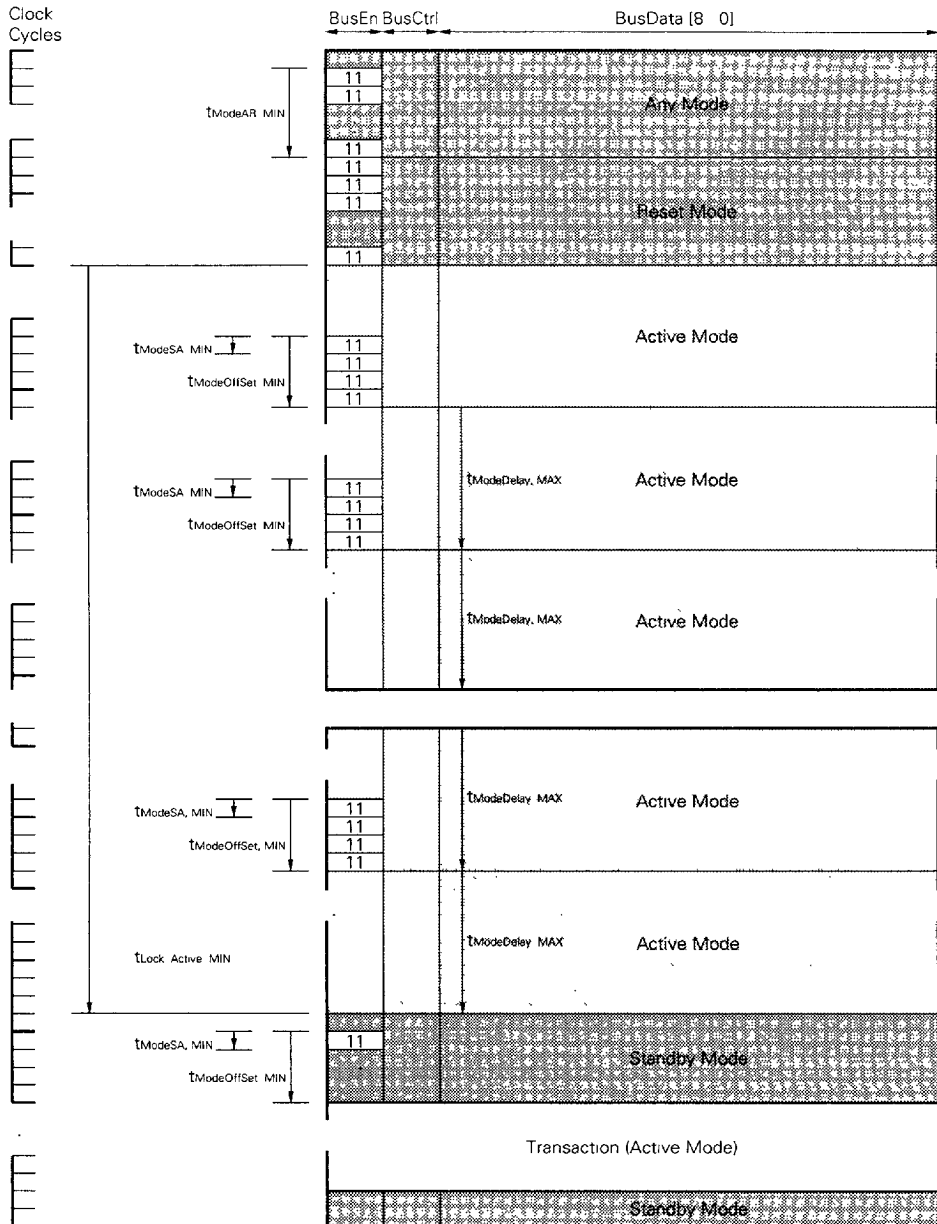 Clock
Cycles
BusEn BusCtrl BusData [8 0]
11
11
Any Mode
tModeAR MIN
11
11
11
11
Reset Mode
11
Active Mode
tModeSA MIN
11
11
tModeOffSet MIN
11
11
tModeDelay, MAX
Active Mode
tModeSA MIN
11
11
tModeOffSet MIN
11
11
tModeDelay, MAX
Active Mode
tModeDelay MAX
Active Mode
tModeSA, MIN
11
11
tModeOffSet, MIN
11
11
tModeDelay MAX
Active Mode
tLock Active MIN
tModeSA, MIN
11
Standby Mode
tModeOffSet MIN
Transaction (Active Mode)
Standby Mode